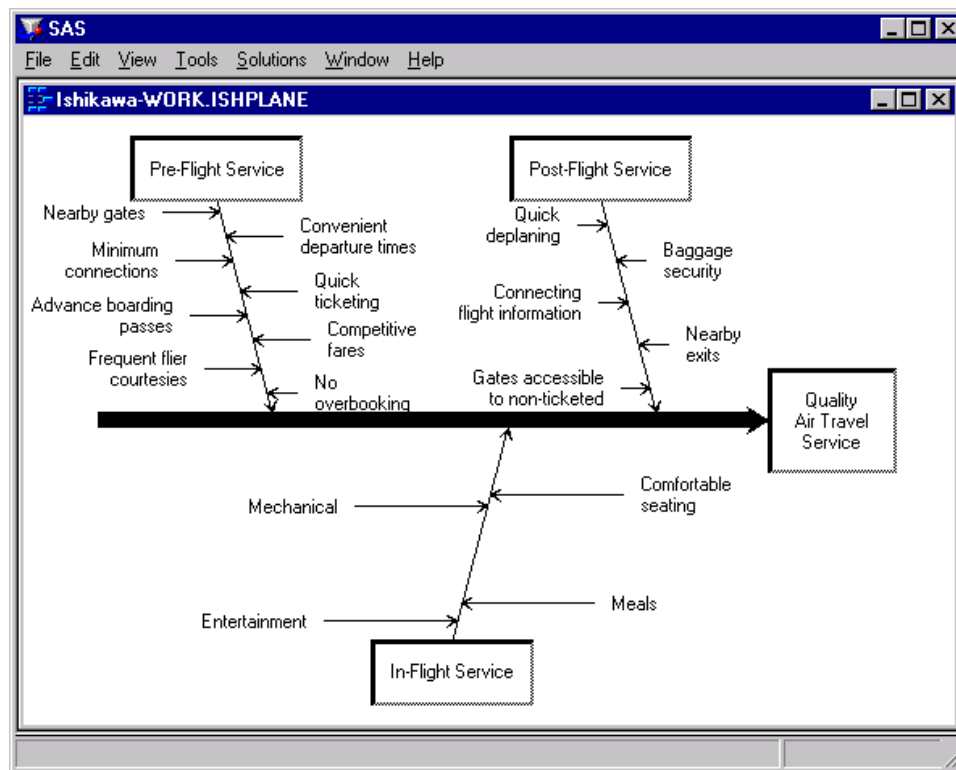 SAS
File Edit View Tools Solutions Window Help
Ishikawa-WORK.ISHPLANE
Pre-Flight Service
Post-Flight Service
Nearby gates
Convenient
departure times
Minimum
connections
Quick
ticketing
Advance boarding
passes
Competitive
fares
Frequent flier
courtesies
No
overbooking
Quick
deplaning
Baggage
security
Connecting
flight information
Nearby
exits
Gates accessible
to non-ticketed
Quality
Air Travel
Service
Comfortable
seating
Mechanical
Meals
Entertainment
In-Flight Service